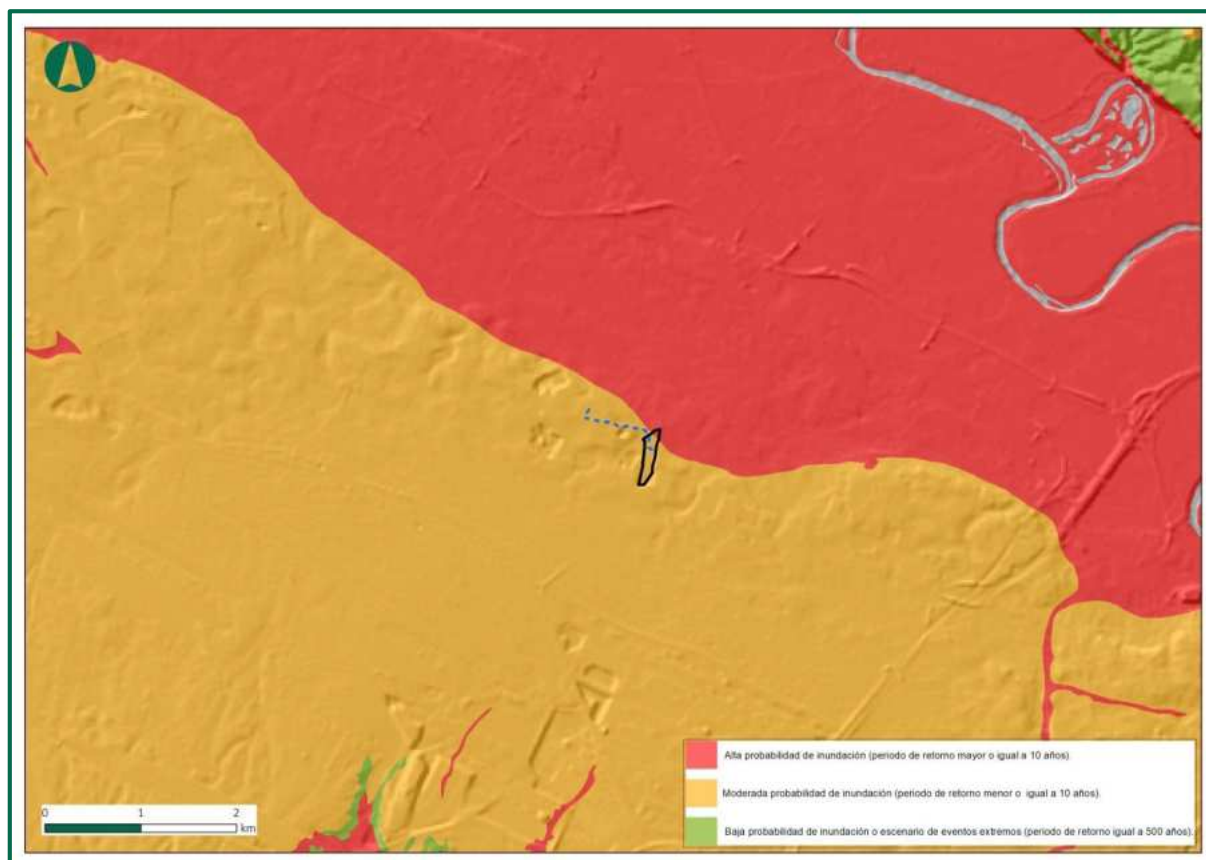 Alta probabilidad de inundación (periodo de retorno mayor o igual a 10 años).
Moderada probabilidad de inundación (periodo de retorno menor o igual a 10 años).
Baja probabilidad de inundación o escenario de eventos extremos (periodo de retorno igual a 500 años).
0 1 2
km